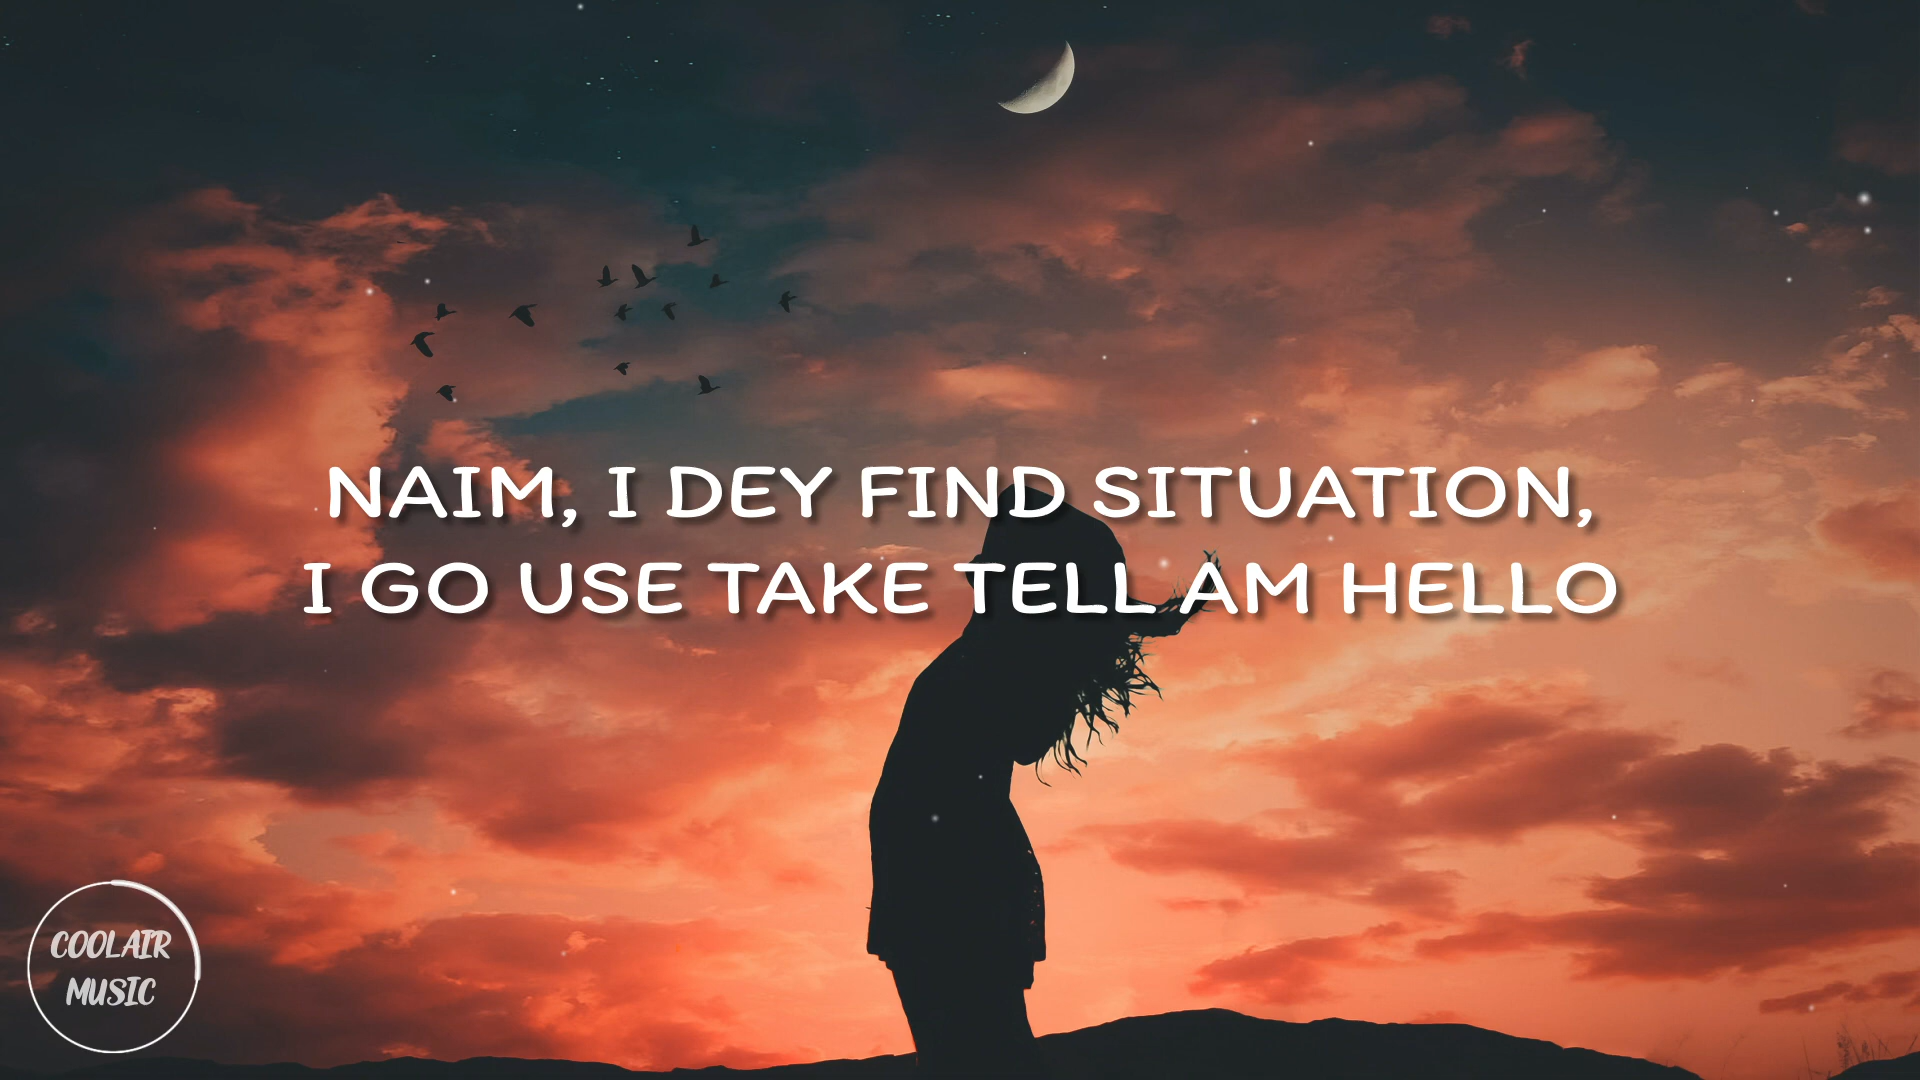 NAIM, I DEY FIND SITUATION,
I GO USE TAKE TELL AM HELLO
COOLAIR
MUSIC